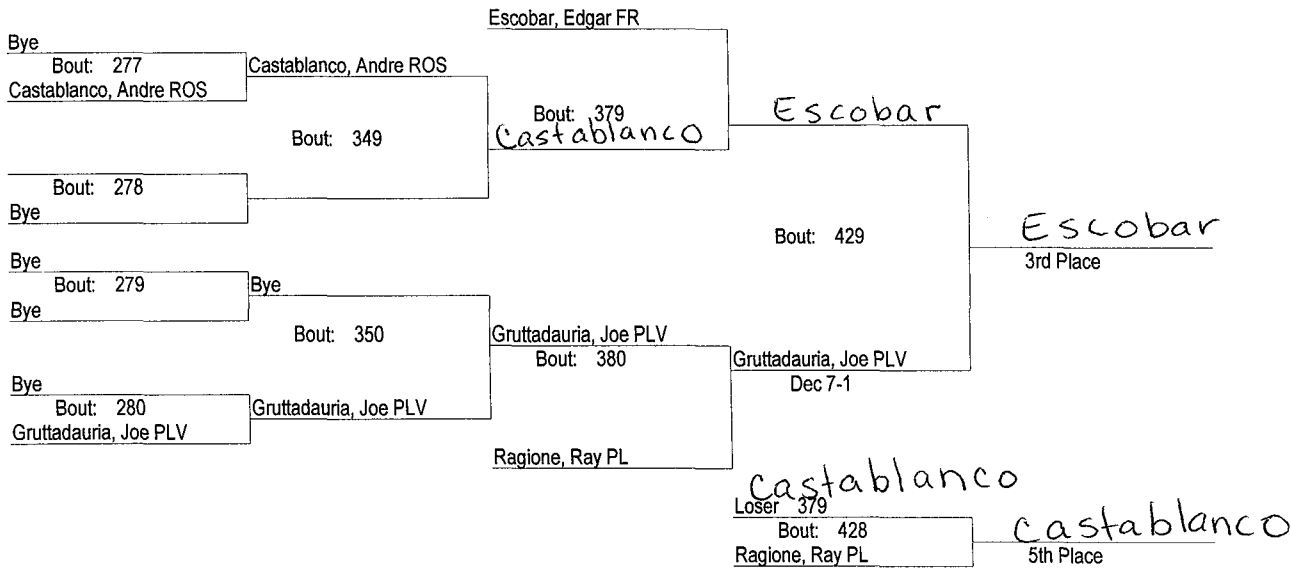 Escobar, Edgar FR
Bye
Bout: 277
Castablanco, Andre ROS
Castablanco, Andre ROS
Bout: 379
Escobar
Castablanco
Bout: 349
Bout: 278
Bye
Bout: 429
Escobar
3rd Place
Bye
Bout: 279
Bye
Bye
Bout: 350
Gruttadauria, Joe PLV
Bout: 380
Gruttadauria, Joe PLV
Dec 7-1
Bye
Bout: 280
Gruttadauria, Joe PLV
Gruttadauria, Joe PLV
Ragione, Ray PL
Castablanco
Loser 379
Bout: 428
Castablanco
Ragione, Ray PL
5th Place